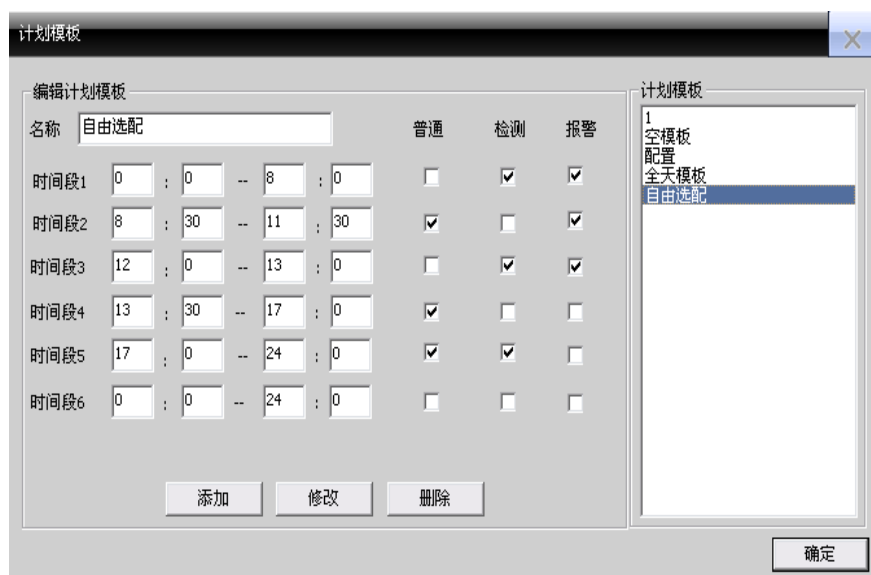 计划模板
编辑计划模板
名称 自由选配 普通 检测 报警
时间段1 0 : 0 -- 8 : 0
时间段2 8 : 30 -- 11 : 30
时间段3 12 : 0 -- 13 : 0
时间段4 13 : 30 -- 17 : 0
时间段5 17 : 0 -- 24 : 0
时间段6 0 : 0 -- 24 : 0
添加 修改 删除
计划模板
1
空模板
配置
全天模板
自由选配
确定